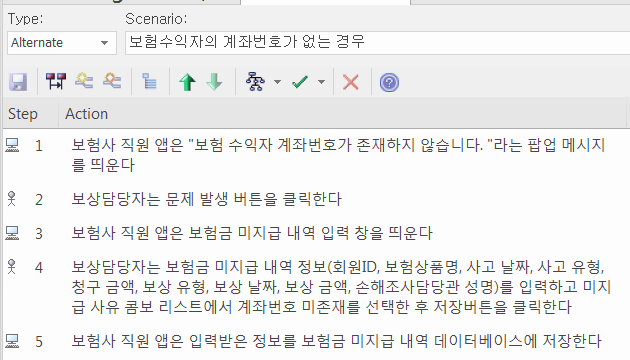 Type:
Scenario:
Alternate
보험수익자의 계좌번호가 없는 경우
Step
Action
1
보험사 직원 앱은 "보험 수익자 계좌번호가 존재하지 않습니다. "라는 팝업 메시지
를 띄운다
2
보상담당자는 문제 발생 버튼을 클릭한다
3
보험사 직원 앱은 보험금 미지급 내역 입력 창을 띄운다
4
보상담당자는 보험금 미지급 내역 정보(회원ID, 보험상품명, 사고 날짜, 사고 유형,
청구 금액, 보상 유형, 보상 날짜, 보상 금액, 손해조사담당관 성명)를 입력하고 미지
급 사유 콤보 리스트에서 계좌번호 미존재를 선택한 후 저장버튼을 클릭한다
5
보험사 직원 앱은 입력받은 정보를 보험금 미지급 내역 데이터베이스에 저장한다